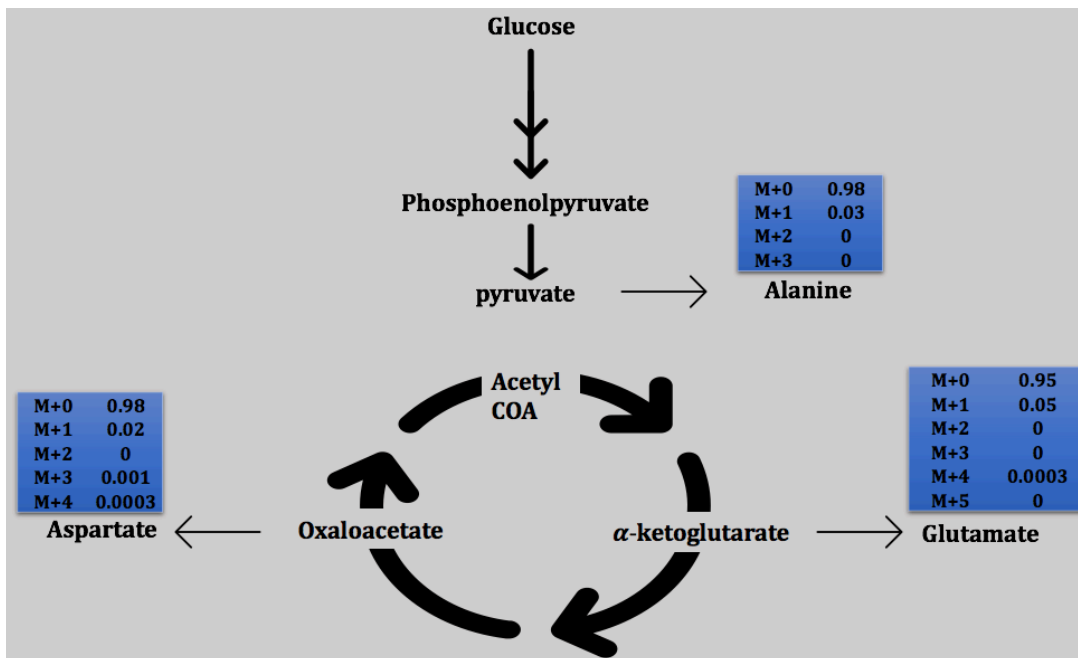 Glucose
Phosphoenolpyruvate
pyruvate
M+0 0.98
M+1 0.03
M+2 0
M+3 0
Alanine
Acetyl
COA
M+0 0.98
M+1 0.02
M+2 0
M+3 0.001
M+4 0.0003
Aspartate
Oxaloacetate
α-ketoglutarate
M+0 0.95
M+1 0.05
M+2 0
M+3 0
M+4 0.0003
M+5 0
Glutamate